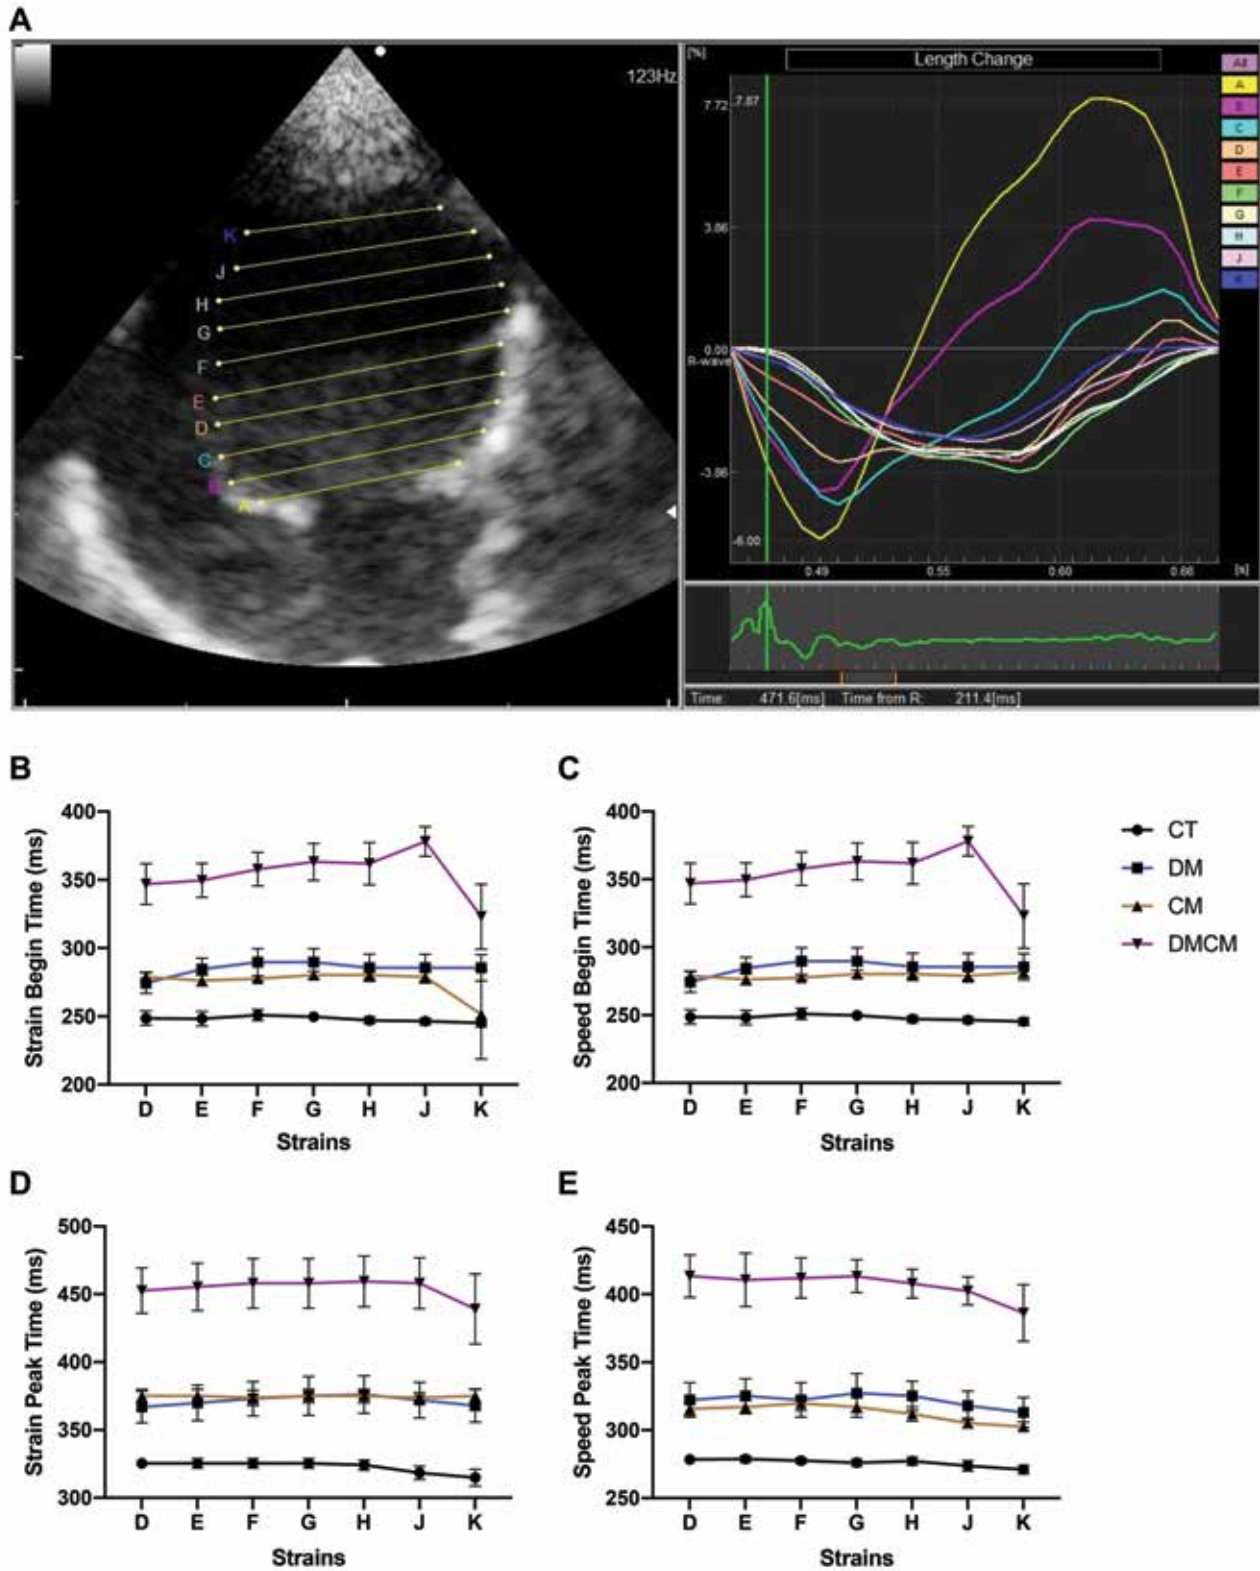 A
123Hz
K
J
H
G
F
E
D
C
B
A
[%]
Length Change
7.72
7.87
3.86
0.00
R-wave
-3.86
-6.00
0.49
0.55
0.60
0.66
[s]
All
A
B
C
D
E
F
G
H
J
K
Time: 471.6[ms] Time from R: 211.4[ms]
B
Strain Begin Time (ms)
400
350
300
250
200
D E F G H J K
Strains
C
Speed Begin Time (ms)
400
350
300
250
200
D E F G H J K
Strains
CT
DM
CM
DMCM
D
Strain Peak Time (ms)
500
450
400
350
300
D E F G H J K
Strains
E
Speed Peak Time (ms)
450
400
350
300
250
D E F G H J K
Strains